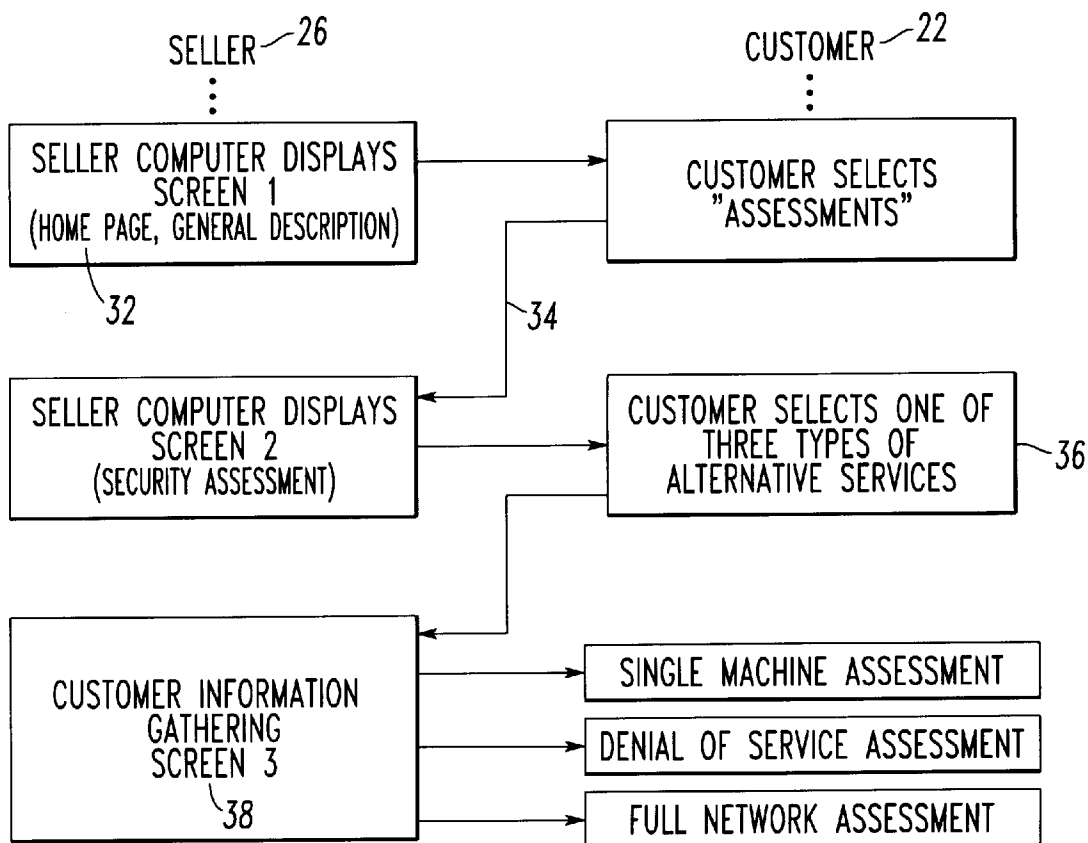 SELLER 26
CUSTOMER 22
SELLER COMPUTER DISPLAYS
SCREEN 1
(HOME PAGE, GENERAL DESCRIPTION)
32
CUSTOMER SELECTS
"ASSESSMENTS"
34
SELLER COMPUTER DISPLAYS
SCREEN 2
(SECURITY ASSESSMENT)
CUSTOMER SELECTS ONE OF
THREE TYPES OF
ALTERNATIVE SERVICES
36
CUSTOMER INFORMATION
GATHERING
SCREEN 3
38
SINGLE MACHINE ASSESSMENT
DENIAL OF SERVICE ASSESSMENT
FULL NETWORK ASSESSMENT